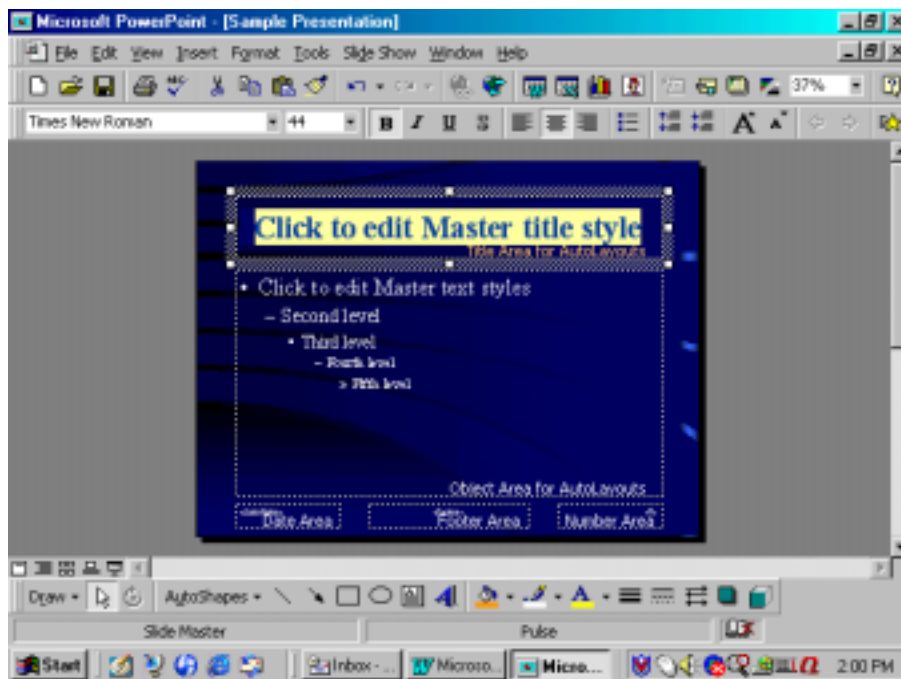 Microsoft PowerPoint - [Sample Presentation]
File Edit View Insert Format Tools Slide Show Window Help
37%
Times New Roman 44 B I U S A A
Click to edit Master title style
Title Area for AutoLayouts
• Click to edit Master text styles
– Second level
• Third level
– Fourth level
» Fifth level
Object Area for AutoLayouts
Date Area Footer Area Number Area
Draw AutoShapes A
Slide Master Pulse
Start Inbox - ... Microso... Micro... 2:00 PM